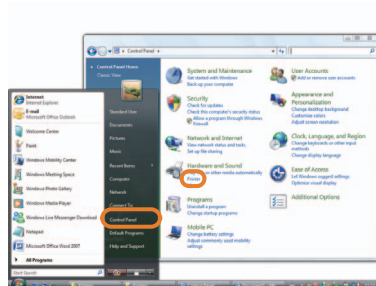 Control Panel
Control Panel Home
Classic View
System and Maintenance
Get started with Windows
Back up your computer
Security
Check for updates
Check this computer's security status
Allow a program through Windows
Firewall
Network and Internet
View network status and tasks
Set up file sharing
Hardware and Sound
Play CDs or other media automatically
Printer
Programs
Uninstall a program
Change startup programs
Mobile PC
Change battery settings
Adjust commonly used mobility
settings
User Accounts
Add or remove user accounts
Appearance and
Personalization
Change desktop background
Customize colors
Adjust screen resolution
Clock, Language, and Region
Change keyboards or other input
methods
Change display language
Ease of Access
Let Windows suggest settings
Optimize visual display
Additional Options
Internet
Internet Explorer
E-mail
Microsoft Office Outlook
Welcome Center
Paint
Windows Mobility Center
Windows Meeting Space
Windows Photo Gallery
Windows Media Player
Windows Live Messenger Download
Notepad
Microsoft Office Word 2007
All Programs
Start Search
Standard User
Documents
Pictures
Music
Recent Items
Computer
Network
Connect To
Control Panel
Default Programs
Help and Support